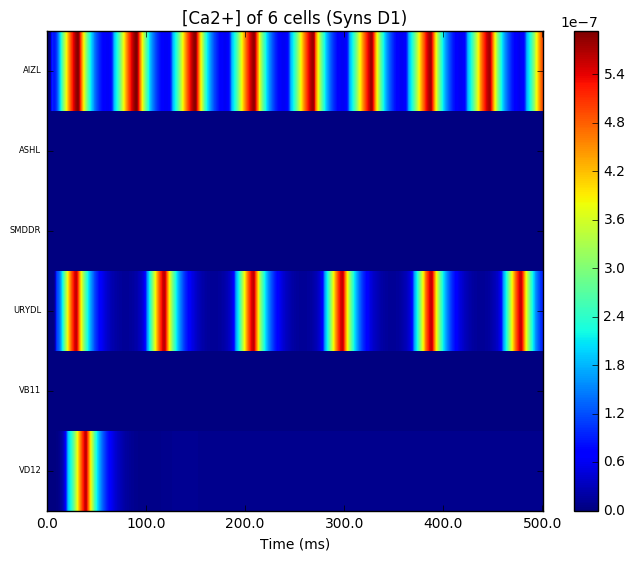 [Ca2+] of 6 cells (Syns D1)
1e−7
AIZL
ASHL
SMDDR
URYDL
VB11
VD12
5.4
4.8
4.2
3.6
3.0
2.4
1.8
1.2
0.6
0.0
0.0 100.0 200.0 300.0 400.0 500.0
Time (ms)